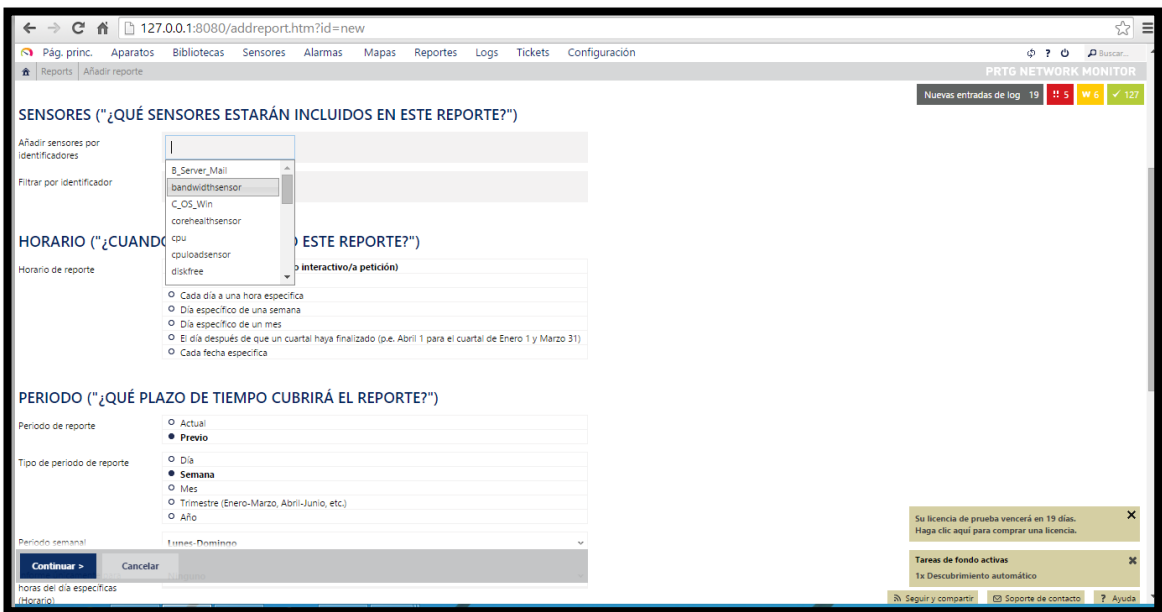 127.0.0.1:8080/addreport.htm?id=new
Pág. princ. Aparatos Bibliotecas Sensores Alarmas Mapas Reportes Logs Tickets Configuración ? Buscar...
Reports Añadir reporte PRTG NETWORK MONITOR
Nuevas entradas de log 19 !! 5 W 6 ✓ 127
SENSORES ("¿QUÉ SENSORES ESTARÁN INCLUIDOS EN ESTE REPORTE?")
Añadir sensores por
identificadores
Filtrar por identificador
B_Server_Mail
bandwidthsensor
C_OS_Win
corehealthsensor
cpu
cpuloadsensor
diskfree
HORARIO ("¿CUANDO ESTE REPORTE?")
Horario de reporte
interactivo/a petición)
Cada día a una hora especifica
Día específico de una semana
Día específico de un mes
El día después de que un cuartal haya finalizado (p.e. Abril 1 para el cuartal de Enero 1 y Marzo 31)
Cada fecha especifica
PERIODO ("¿QUÉ PLAZO DE TIEMPO CUBRIRÁ EL REPORTE?")
Periodo de reporte
Actual
Previo
Tipo de periodo de reporte
Día
Semana
Mes
Trimestre (Enero-Marzo, Abril-Junio, etc.)
Año
Periodo semanal Lunes-Domingo
Continuar > Cancelar
horas del día específicas
(Horario)
Su licencia de prueba vencerá en 19 días.
Haga clic aquí para comprar una licencia.
Tareas de fondo activas
1x Descubrimiento automático
Seguir y compartir Soporte de contacto ? Ayuda